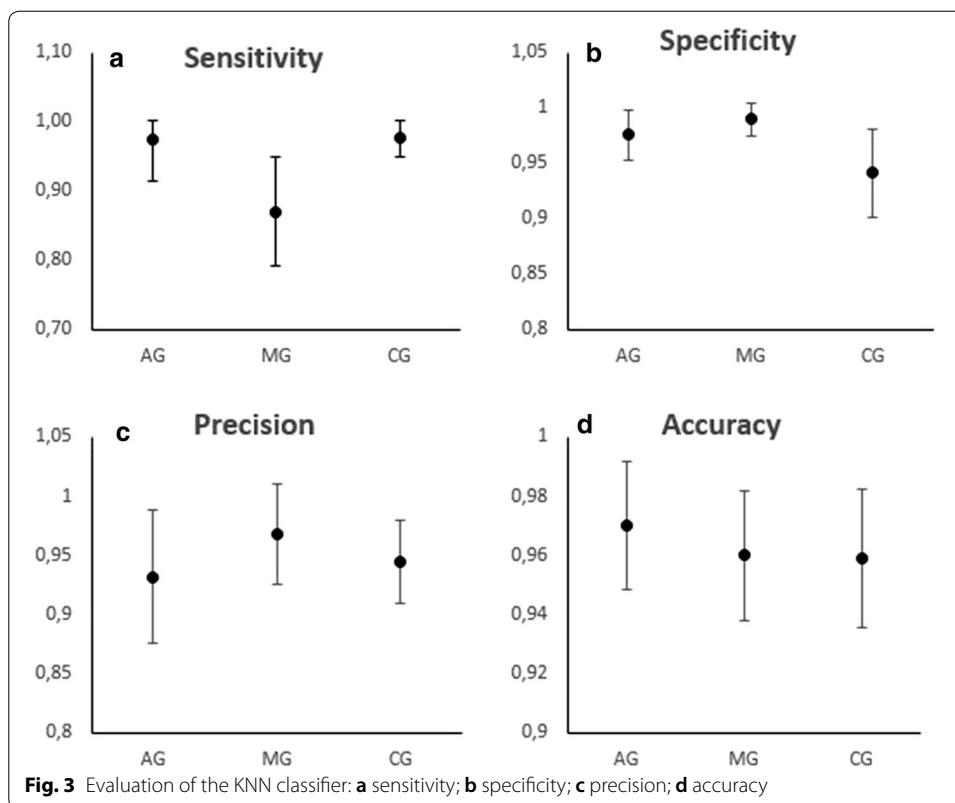 a Sensitivity
1,10
1,00
0,90
0,80
0,70
AG MG CG
b Specificity
1,05
1
0,95
0,9
0,85
0,8
AG MG CG
c Precision
1,05
1
0,95
0,9
0,85
0,8
AG MG CG
d Accuracy
1
0,98
0,96
0,94
0,92
0,9
AG MG CG
Fig. 3 Evaluation of the KNN classifier: a sensitivity; b specificity; c precision; d accuracy